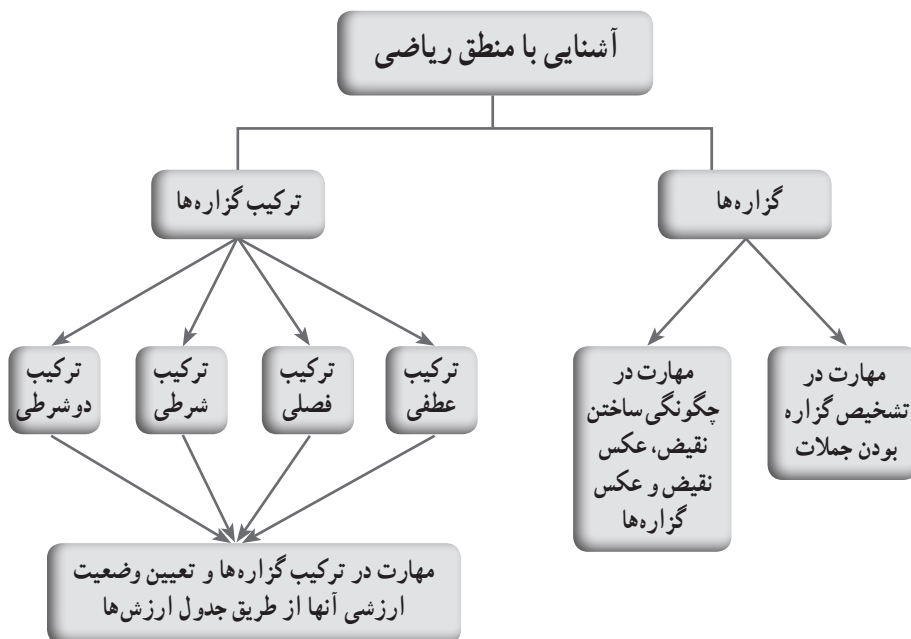 آشنایی با منطق ریاضی
گزاره‌ها
ترکیب گزاره‌ها
مهارت در
تشخیص گزاره
بودن جملات
مهارت در
چگونگی ساختن
نقیض، عکس
نقیض و عکس
گزاره‌ها
ترکیب
عطفی
ترکیب
فصلی
ترکیب
شرطی
ترکیب
دوشرطی
مهارت در ترکیب گزاره‌ها و تعیین وضعیت
ارزشی آنها از طریق جدول ارزش‌ها